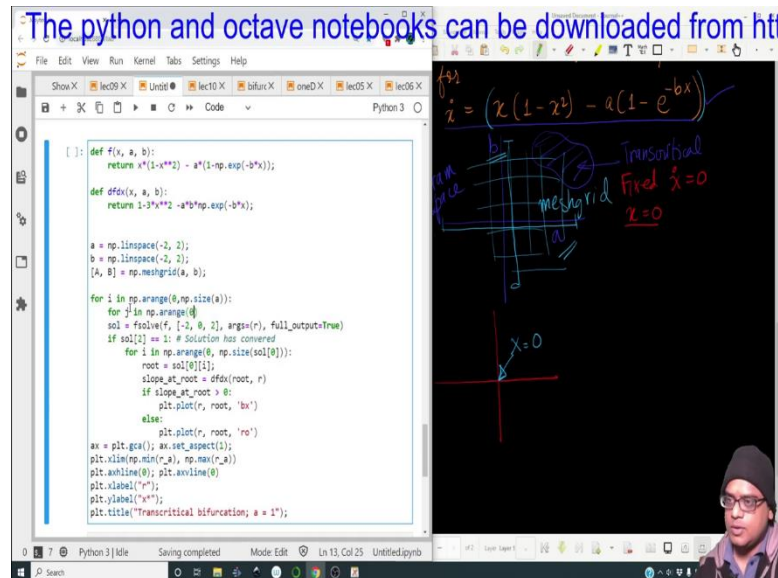 The python and octave notebooks can be downloaded from htt
File Edit View Run Kernel Tabs Settings Help
Show X lec09 X Untitl lec10 X bifurc X oneD X lec05 X lec06 X
Code Python 3
[ ]: def f(x, a, b):
return x*(1-x**2) - a*(1-np.exp(-b*x));
def dfdx(x, a, b):
return 1-3*x**2 -a*b*np.exp(-b*x);
a = np.linspace(-2, 2);
b = np.linspace(-2, 2);
[A, B] = np.meshgrid(a, b);
for i in np.arange(0,np.size(a)):
for j in np.arange(0)
sol = fsolve(f, [-2, 0, 2], args=(r), full_output=True)
if sol[2] == 1: # Solution has convered
for i in np.arange(0, np.size(sol[0])):
root = sol[0][i];
slope_at_root = dfdx(root, r)
if slope_at_root > 0:
plt.plot(r, root, 'bx')
else:
plt.plot(r, root, 'ro')
ax = plt.gca(); ax.set_aspect(1);
plt.xlim(np.min(r_a), np.max(r_a))
plt.axhline(0); plt.axvline(0)
plt.xlabel("r");
plt.ylabel("x*");
plt.title("Transcritical bifurcation; a = 1");
0 7 Python 3 | Idle Saving completed Mode: Edit Ln 13, Col 25 Untitled.ipynb
Search
for
ẋ = (x(1-x²) - a(1-e^{-bx}))
b
Transcritical
meshgrid
Fixed ẋ=0
space
x=0
a
x=0